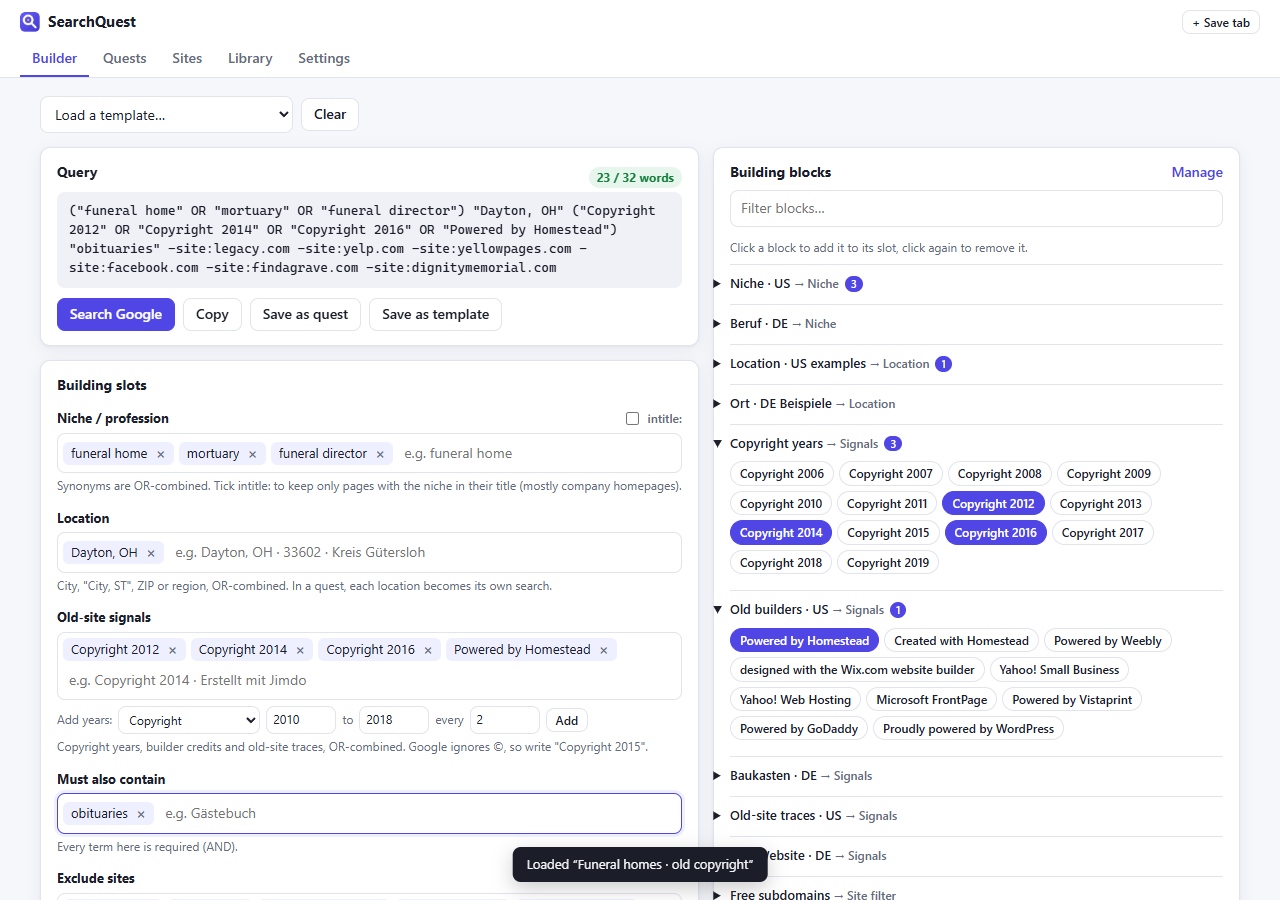 SearchQuest
+ Save tab
Builder Quests Sites Library Settings
Load a template...
Clear
Query
23 / 32 words
("funeral home" OR "mortuary" OR "funeral director") "Dayton, OH" ("Copyright
2012" OR "Copyright 2014" OR "Copyright 2016" OR "Powered by Homestead")
"obituaries" -site:legacy.com -site:yelp.com -site:yellowpages.com -
site:facebook.com -site:findagrave.com -site:dignitymemorial.com
Search Google Copy Save as quest Save as template
Building slots
Niche / profession
intitle:
funeral home × mortuary × funeral director × e.g. funeral home
Synonyms are OR-combined. Tick intitle: to keep only pages with the niche in their title (mostly company homepages).
Location
Dayton, OH × e.g. Dayton, OH · 33602 · Kreis Gütersloh
City, "City, ST", ZIP or region, OR-combined. In a quest, each location becomes its own search.
Old-site signals
Copyright 2012 × Copyright 2014 × Copyright 2016 × Powered by Homestead ×
e.g. Copyright 2014 · Erstellt mit Jimdo
Add years: Copyright 2010 to 2018 every 2 Add
Copyright years, builder credits and old-site traces, OR-combined. Google ignores ©, so write "Copyright 2015".
Must also contain
obituaries × e.g. Gästebuch
Every term here is required (AND).
Exclude sites
Building blocks
Manage
Filter blocks...
Click a block to add it to its slot, click again to remove it.
Niche · US → Niche 3
Beruf · DE → Niche
Location · US examples → Location 1
Ort · DE Beispiele → Location
Copyright years → Signals 3
Copyright 2006 Copyright 2007 Copyright 2008 Copyright 2009
Copyright 2010 Copyright 2011 Copyright 2012 Copyright 2013
Copyright 2014 Copyright 2015 Copyright 2016 Copyright 2017
Copyright 2018 Copyright 2019
Old builders · US → Signals 1
Powered by Homestead Created with Homestead Powered by Weebly
designed with the Wix.com website builder Yahoo! Small Business
Yahoo! Web Hosting Microsoft FrontPage Powered by Vistaprint
Powered by GoDaddy Proudly powered by WordPress
Baukasten · DE → Signals
Old-site traces · US → Signals
ebsite · DE → Signals
Free subdomains → Site filter
Loaded “Funeral homes · old copyright”